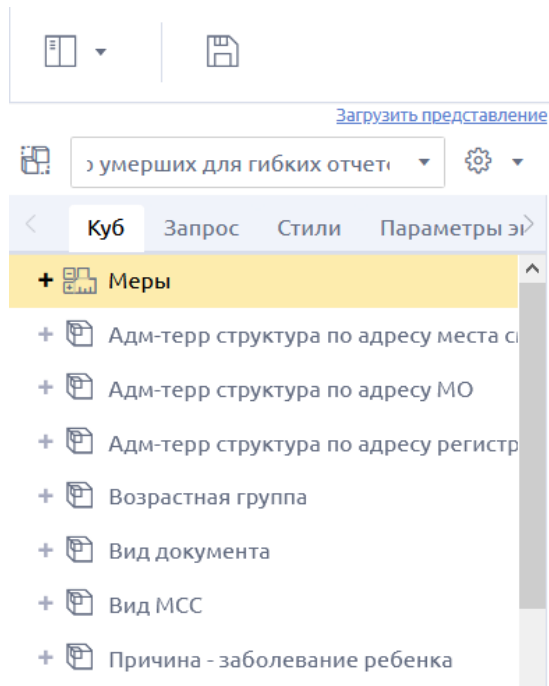 Загрузить представление
умерших для гибких отчет
Куб Запрос Стили Параметры
Меры
Адм-терр структура по адресу места
Адм-терр структура по адресу МО
Адм-терр структура по адресу регистр
Возрастная группа
Вид документа
Вид МСС
Причина - заболевание ребенка